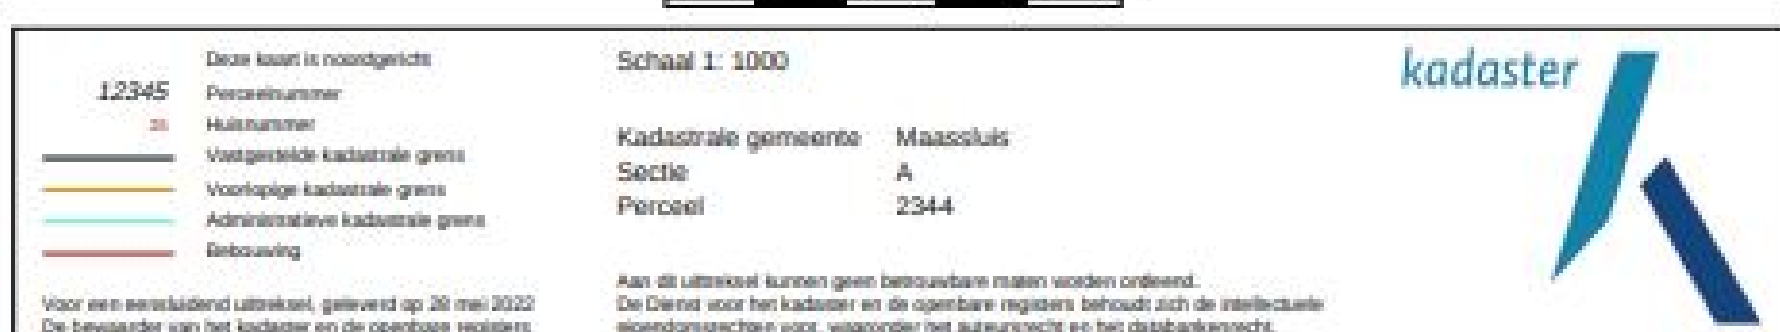 Deze kaart is noordgericht
12345 Perceelnummer
25 Huisnummer
Vastgestelde kadastrale grens
Voorlopige kadastrale grens
Administratieve kadastrale grens
Bebouwing
Voor een eensluidend uittreksel, geleverd op 28 mei 2022
De bewaarder van het kadaster en de openbare registers
Schaal 1: 1000
Kadastrale gemeente Maassluis
Sectie A
Perceel 2344
Aan dit uittreksel kunnen geen betrouwbare maten worden ontleend.
De Dienst voor het kadaster en de openbare registers behoudt zich de intellectuele
eigendomsrechten voor, waaronder het auteursrecht en het databankenrecht.
kadaster